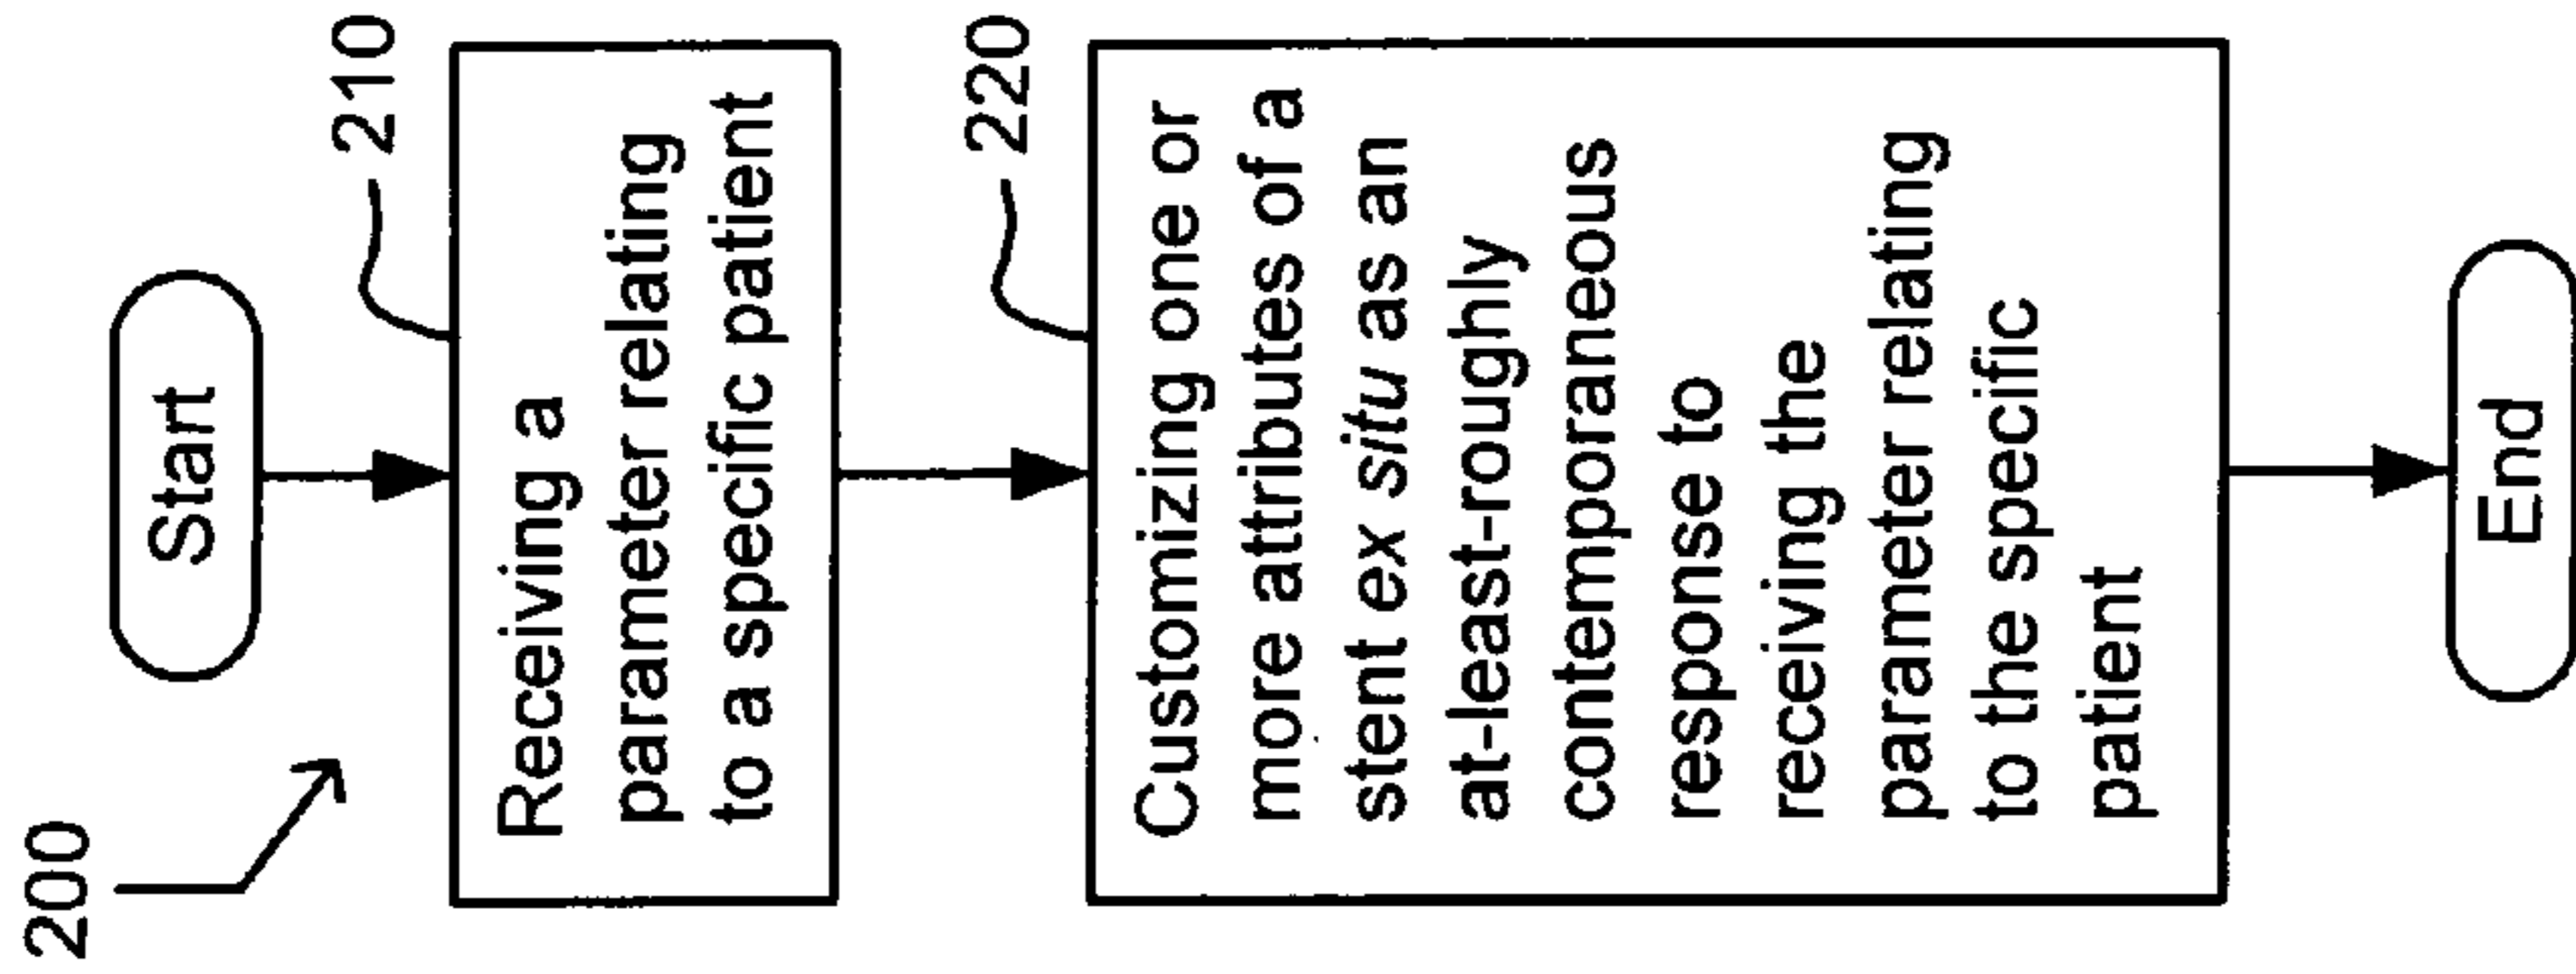 200
Start
210
Receiving a
parameter relating
to a specific patient
220
Customizing one or
more attributes of a
stent ex situ as an
at-least-roughly
contemporaneous
response to
receiving the
parameter relating
to the specific
patient
End